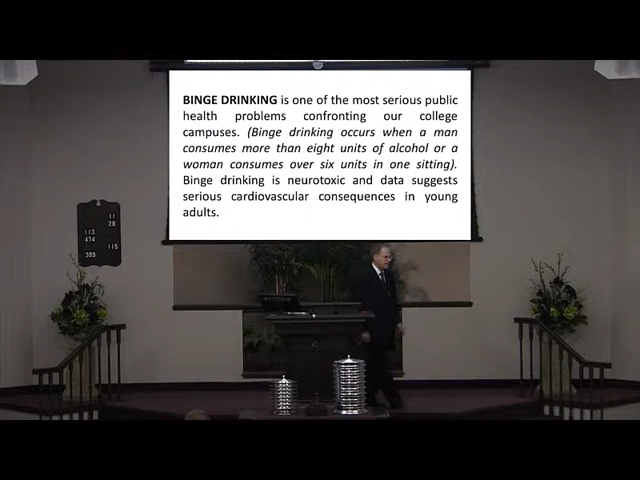 BINGE DRINKING is one of the most serious public
health problems confronting our college
campuses. (Binge drinking occurs when a man
consumes more than eight units of alcohol or a
woman consumes over six units in one sitting).
Binge drinking is neurotoxic and data suggests
serious cardiovascular consequences in young
adults.
11
28
113
474
115
389